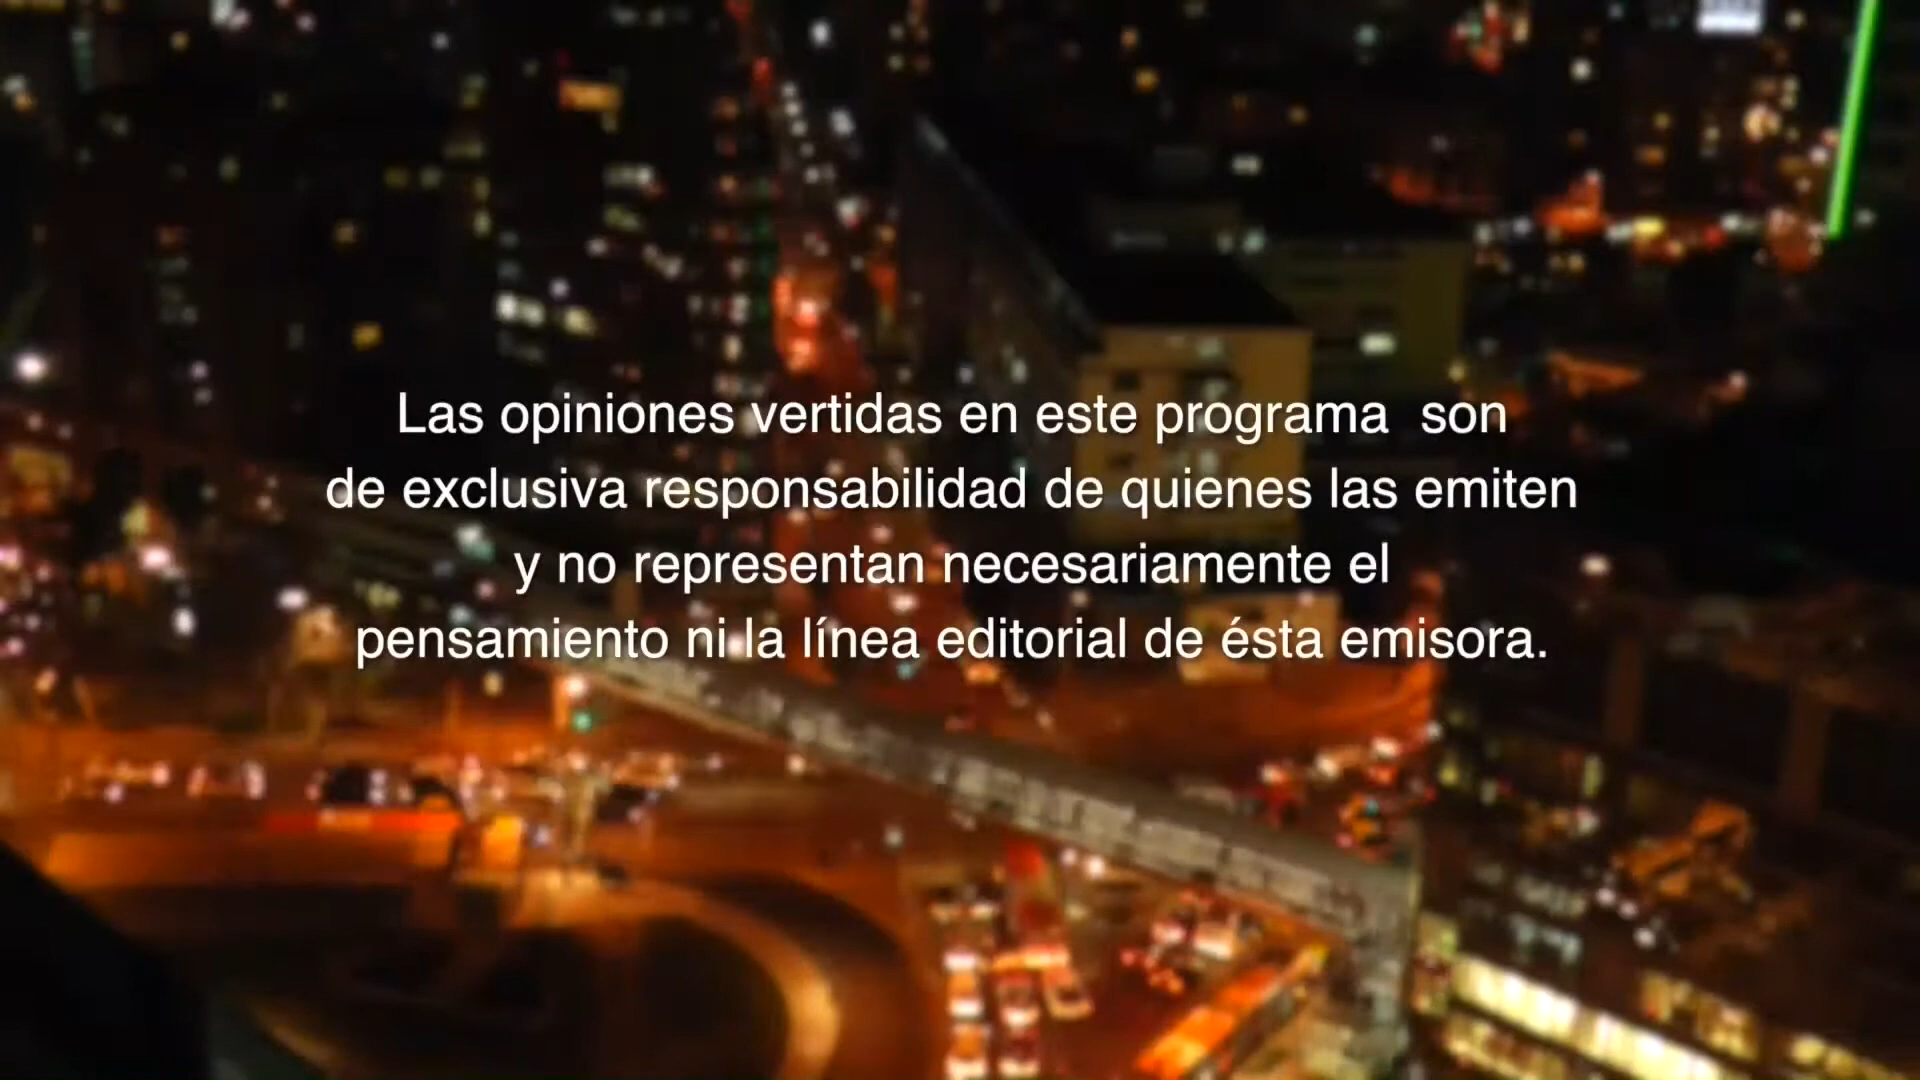 Las opiniones vertidas en este programa  son
de exclusiva responsabilidad de quienes las emiten
y no representan necesariamente el
pensamiento ni la línea editorial de ésta emisora.